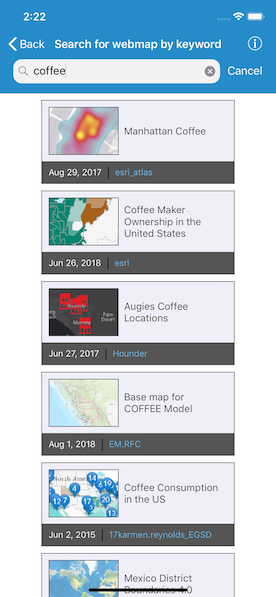 2:22
Back Search for webmap by keyword
coffee Cancel
Manhattan Coffee
Aug 29, 2017 esri_atlas
Coffee Maker
Ownership in the
United States
Jun 26, 2018 esri
Augies Coffee
Locations
Riverside
Palm
Desert
Jun 27, 2017 Hounder
Base map for
COFFEE Model
Aug 1, 2018 EM.RFC
Coffee Consumption
in the US
Jun 2, 2015 17karmen.reynolds_EGSD
Mexico District
Boundaries 4.0